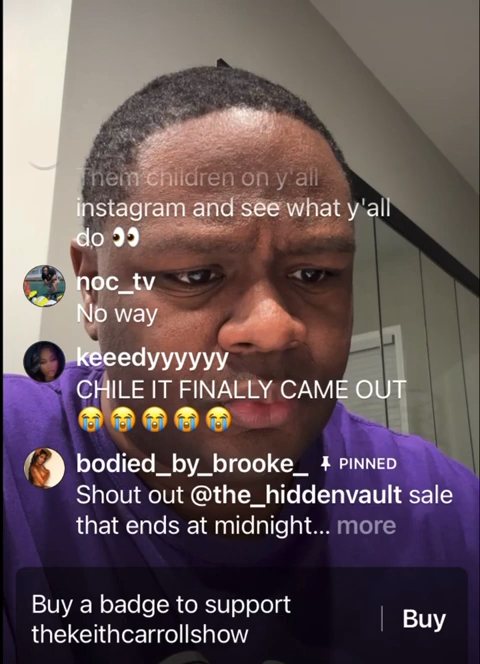 Them children on y'all
instagram and see what y'all
do 👀
noc_tv
No way
keeedyyyyyy
CHILE IT FINALLY CAME OUT
😭😭😭😭😭
bodied_by_brooke_ PINNED
Shout out @the_hiddenvault sale
that ends at midnight... more
Buy a badge to support
thekeithcarrollshow
Buy